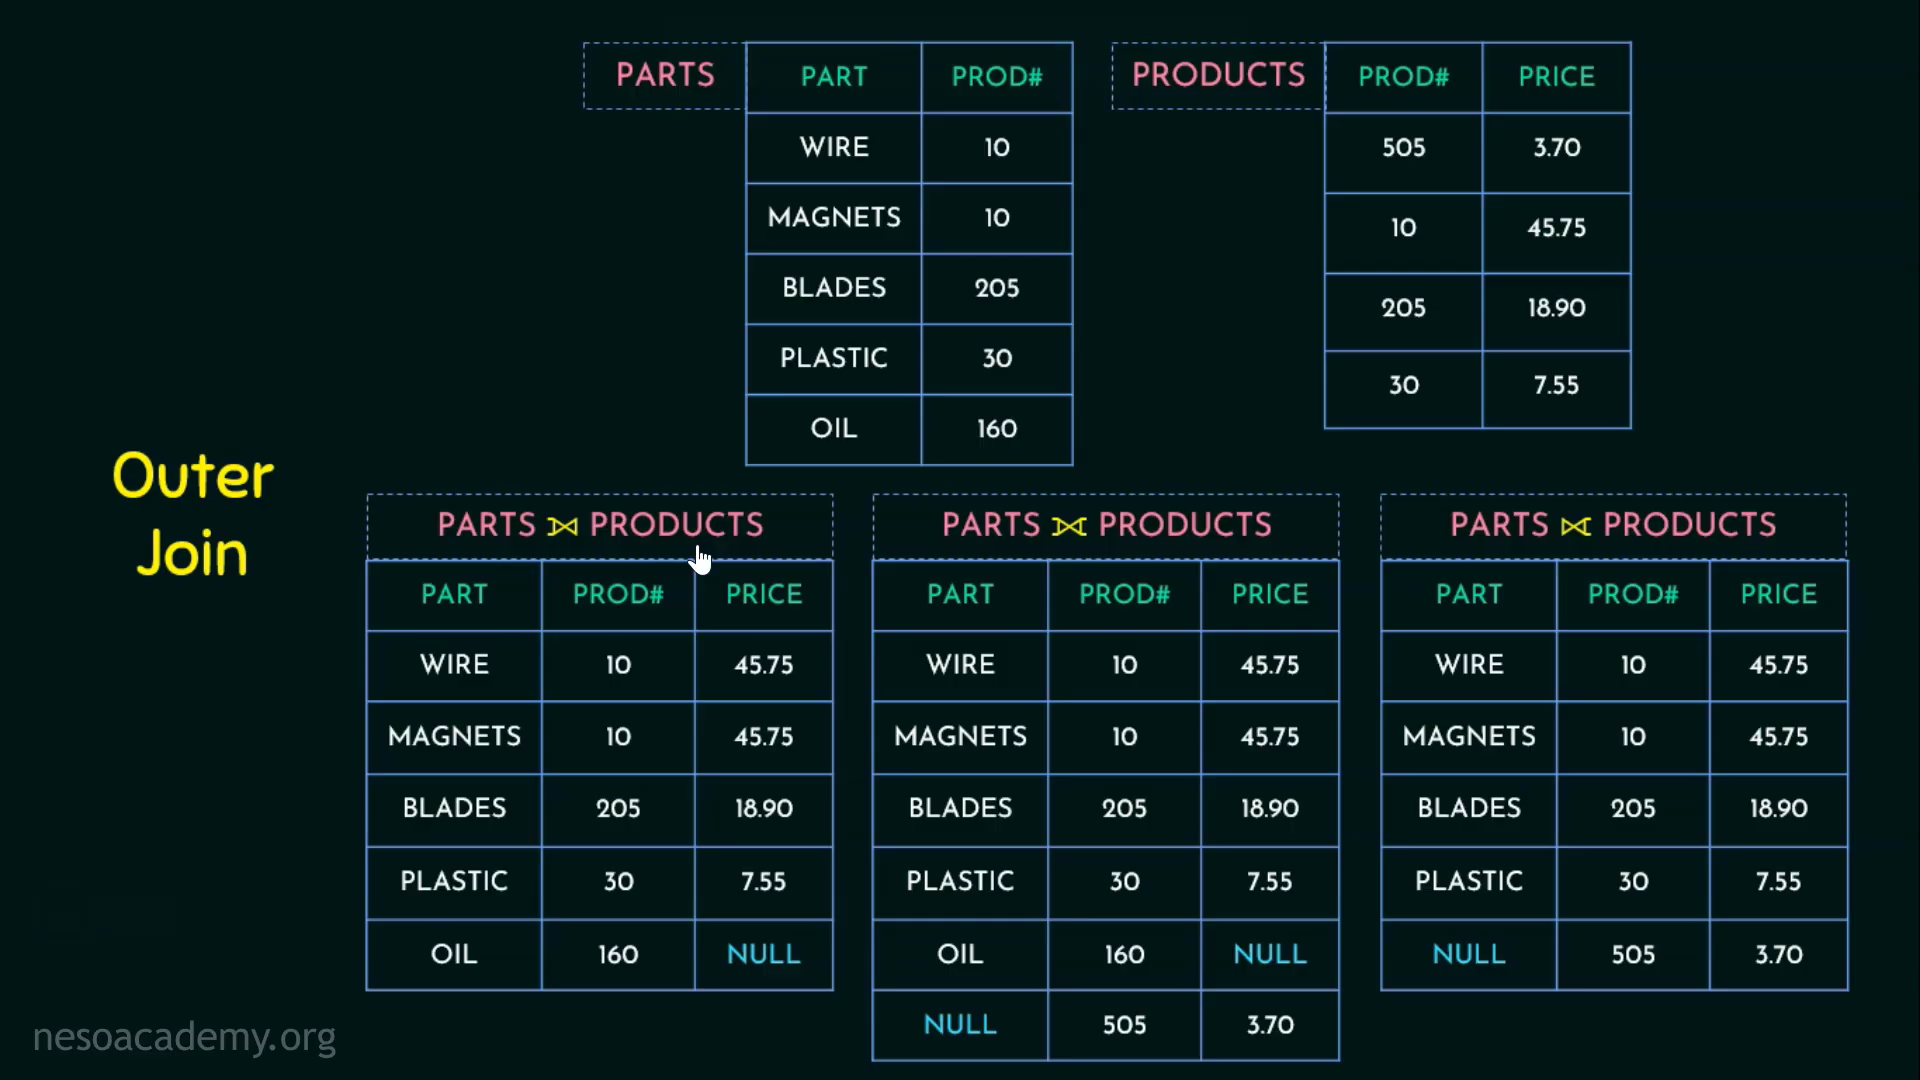 PARTS PART PROD#
WIRE 10
MAGNETS 10
BLADES 205
PLASTIC 30
OIL 160
PRODUCTS PROD# PRICE
505 3.70
10 45.75
205 18.90
30 7.55
Outer
Join
PARTS ⟕ PRODUCTS
PART PROD# PRICE
WIRE 10 45.75
MAGNETS 10 45.75
BLADES 205 18.90
PLASTIC 30 7.55
OIL 160 NULL
PARTS ⟗ PRODUCTS
PART PROD# PRICE
WIRE 10 45.75
MAGNETS 10 45.75
BLADES 205 18.90
PLASTIC 30 7.55
OIL 160 NULL
NULL 505 3.70
PARTS ⟖ PRODUCTS
PART PROD# PRICE
WIRE 10 45.75
MAGNETS 10 45.75
BLADES 205 18.90
PLASTIC 30 7.55
NULL 505 3.70
nesoacademy.org